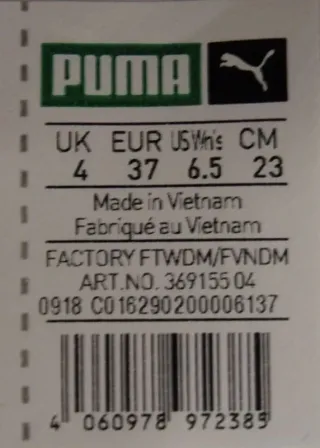 PUMA
UK EUR US Wn's CM
4 37 6.5 23
Made in Vietnam
Fabriqué au Vietnam
FACTORY FTWDM/FVNDM
ART.NO. 369155 04
0918 C016290200006137
4 060978 972385